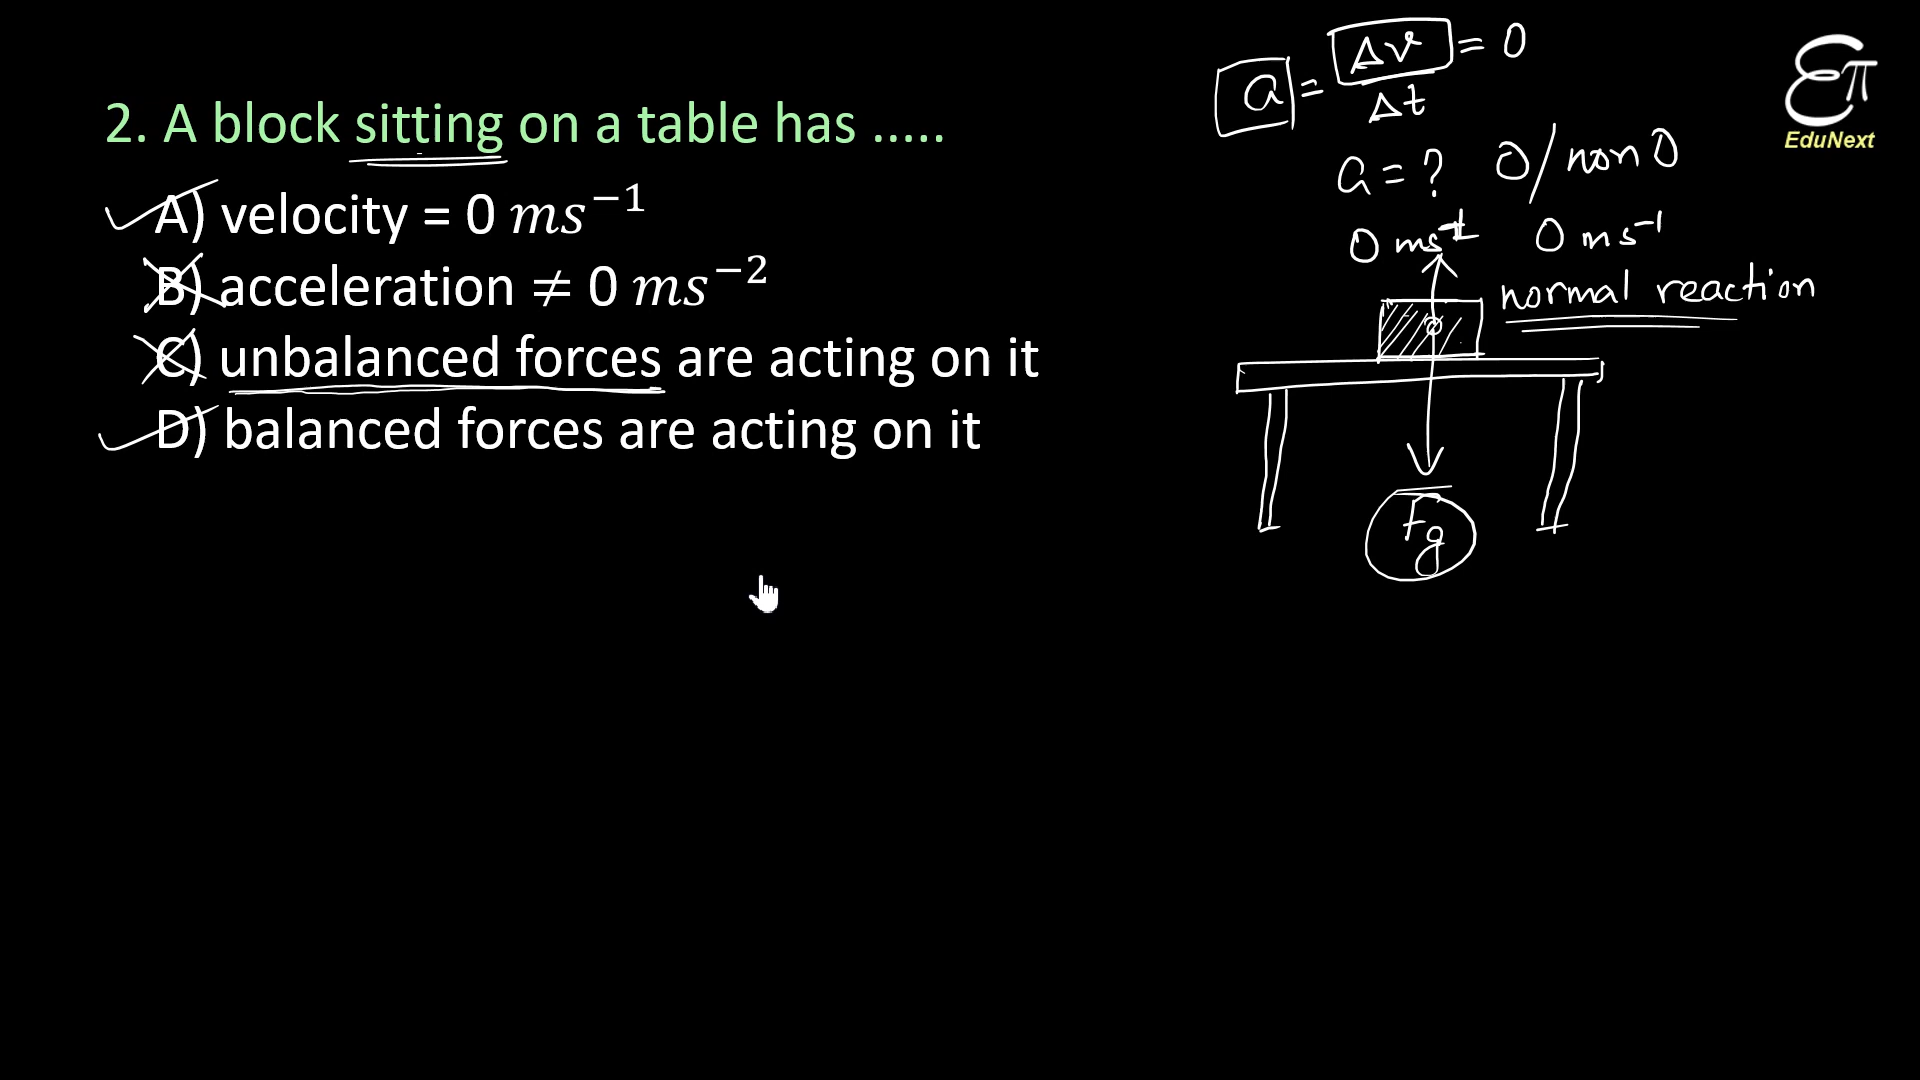 2. A block sitting on a table has .....
A) velocity = 0 𝑚𝑠⁻¹
B) acceleration ≠ 0 𝑚𝑠⁻²
C) unbalanced forces are acting on it
D) balanced forces are acting on it
a = Δv/Δt = 0
a = ? 0/non 0
0 ms⁻¹ 0 ms⁻¹
normal reaction
Fg
επ
EduNext